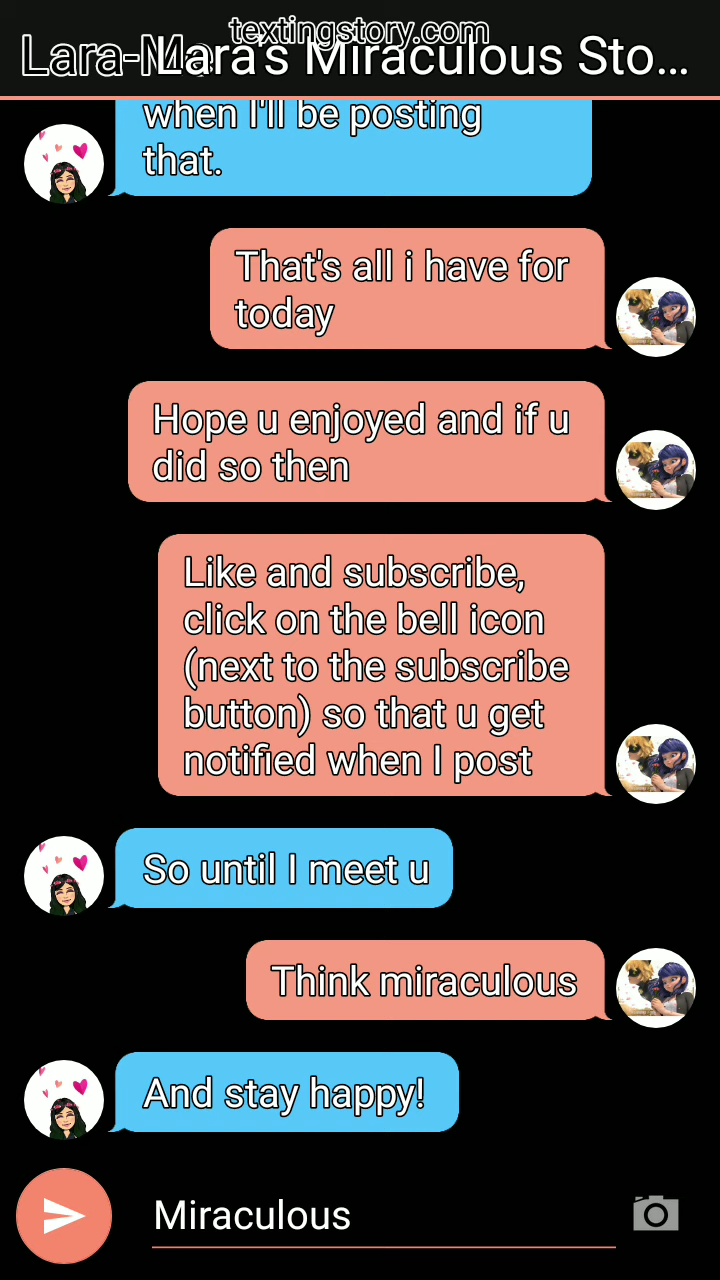 textingstory.com
Lara-Me
Lara's Miraculous Sto...
when I'll be posting
that.
That's all i have for
today
Hope u enjoyed and if u
did so then
Like and subscribe,
click on the bell icon
(next to the subscribe
button) so that u get
notified when I post
So until I meet u
Think miraculous
And stay happy!
Miraculous